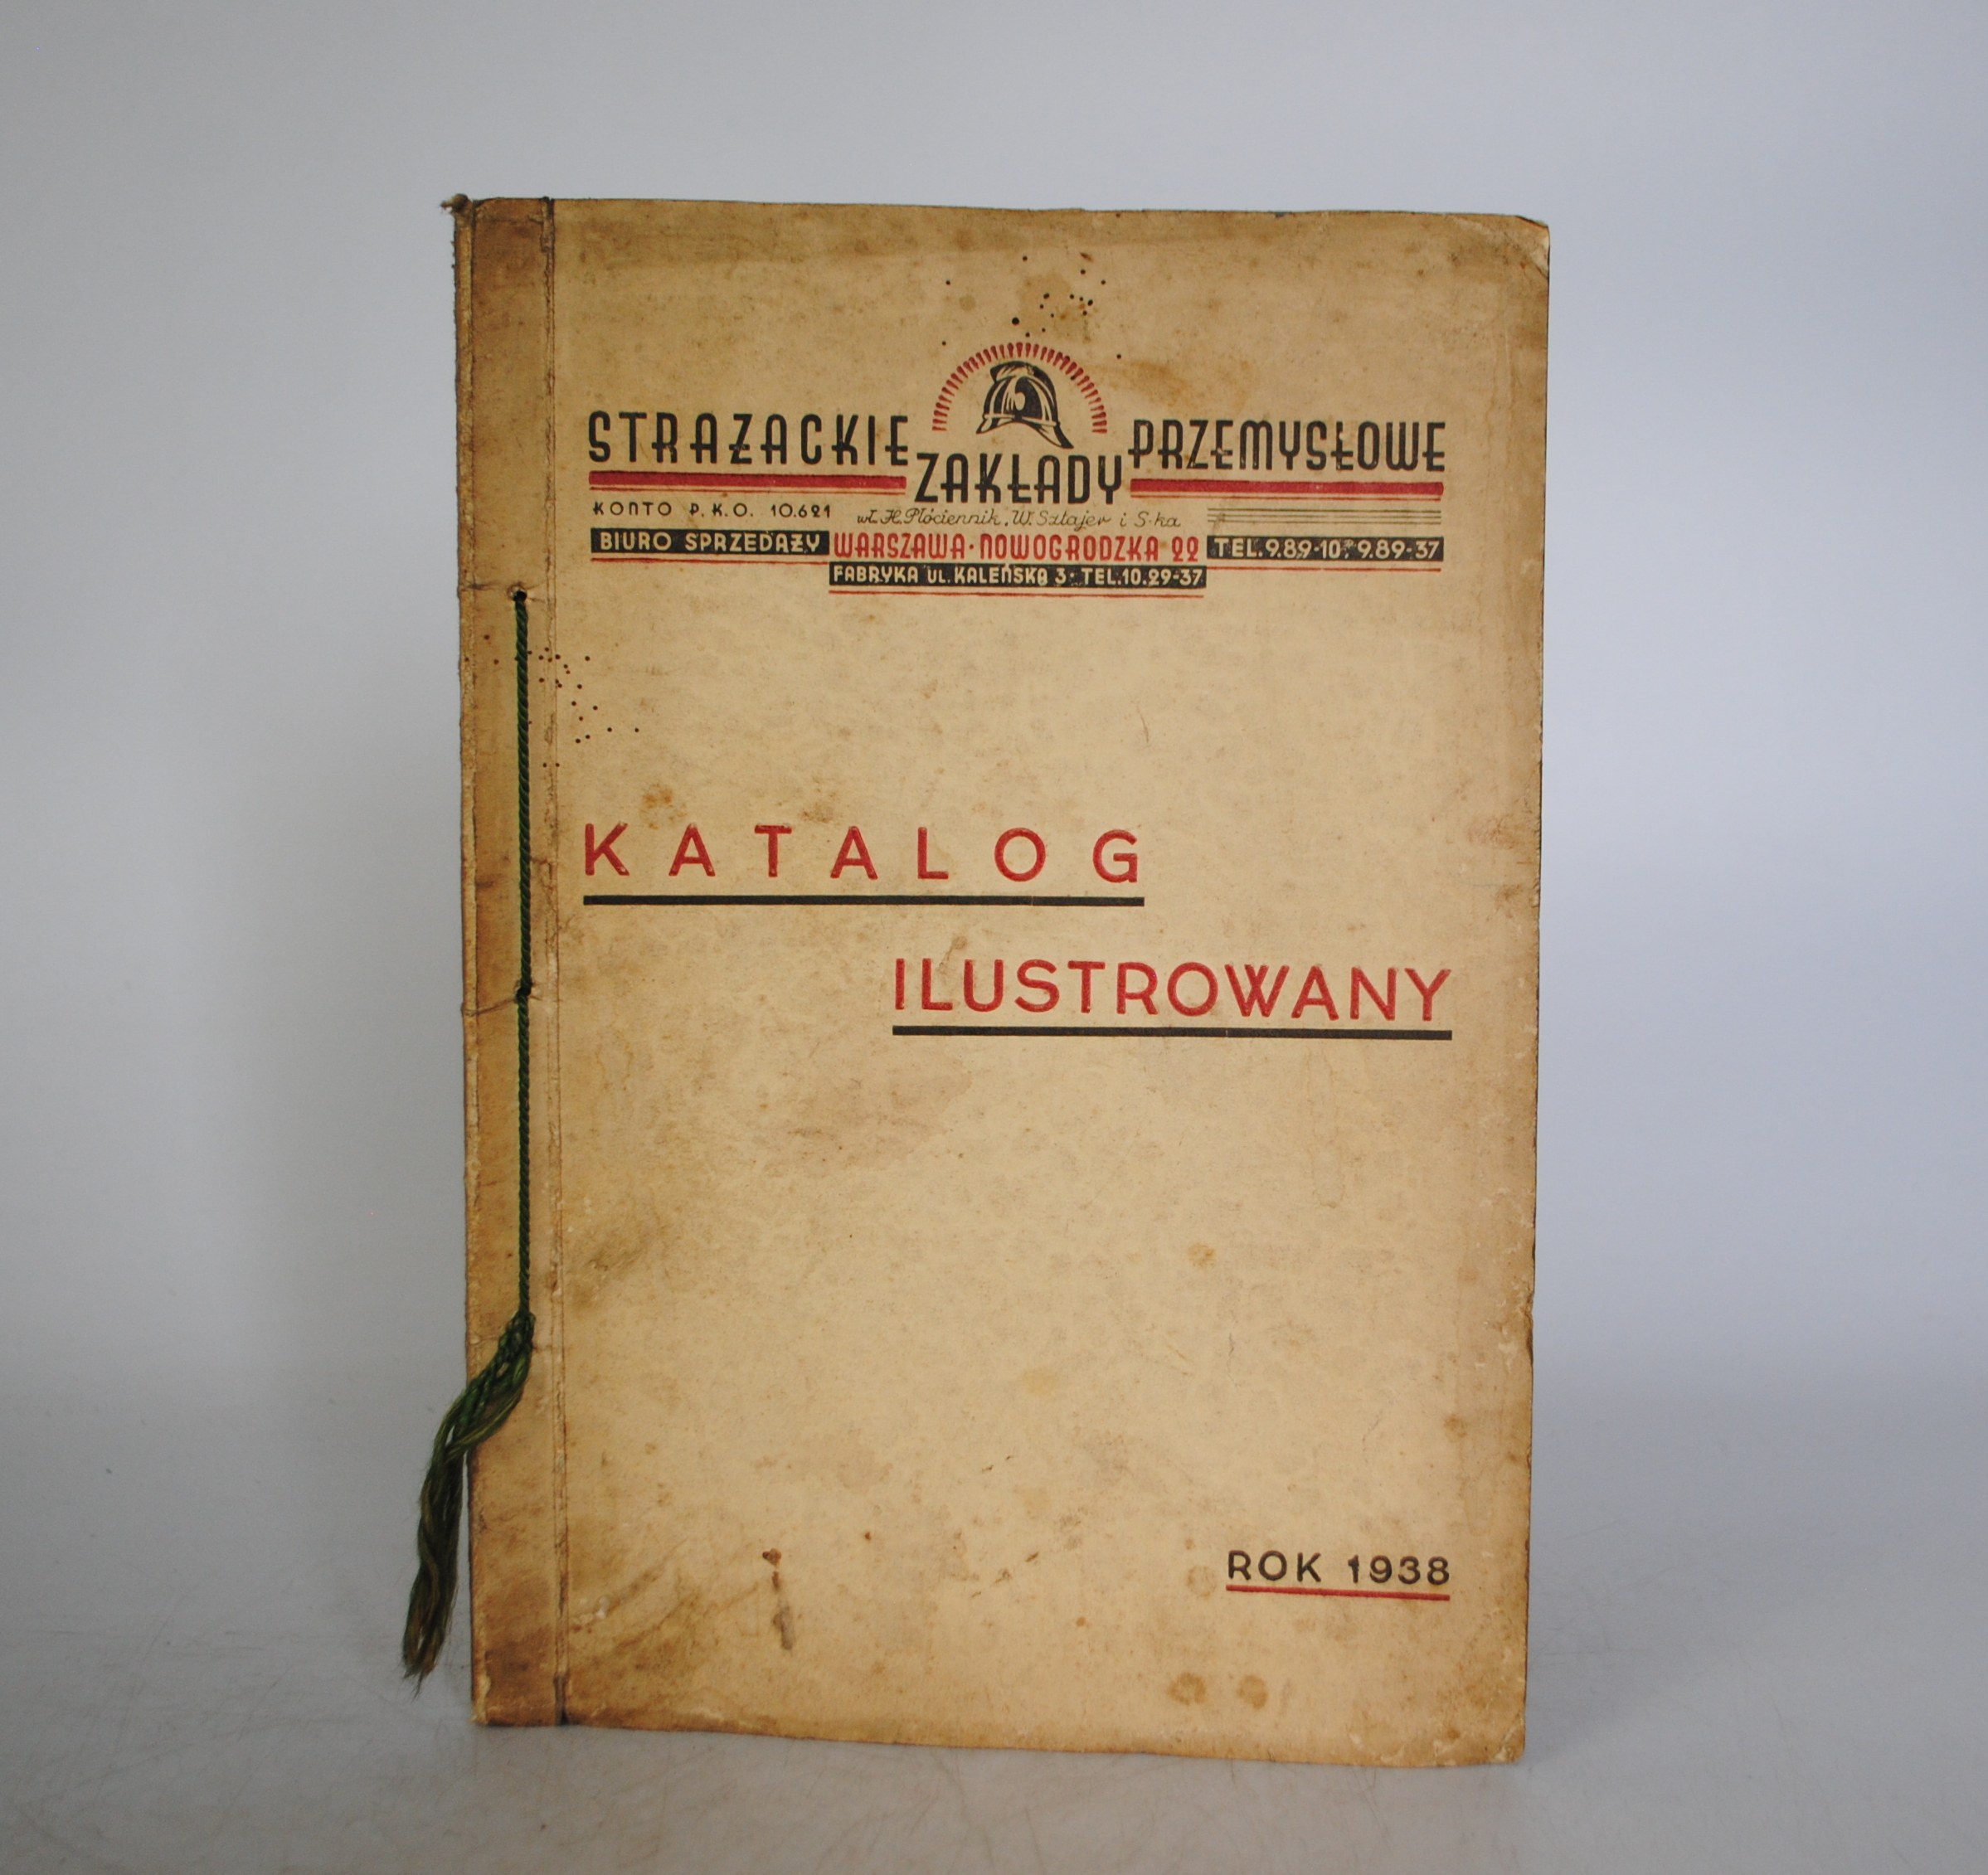 STRAŻACKIE ZAKŁADY PRZEMYSŁOWE
KONTO P.K.O. 10.621
wł. H. Płóciennik, W. Sztajer i S-ka
BIURO SPRZEDAŻY WARSZAWA · NOWOGRODZKA 22 TEL. 9.89-10 i 9.89-37
FABRYKA UL. KALEŃSKA 3 · TEL. 10.29-37
KATALOG
ILUSTROWANY
ROK 1938